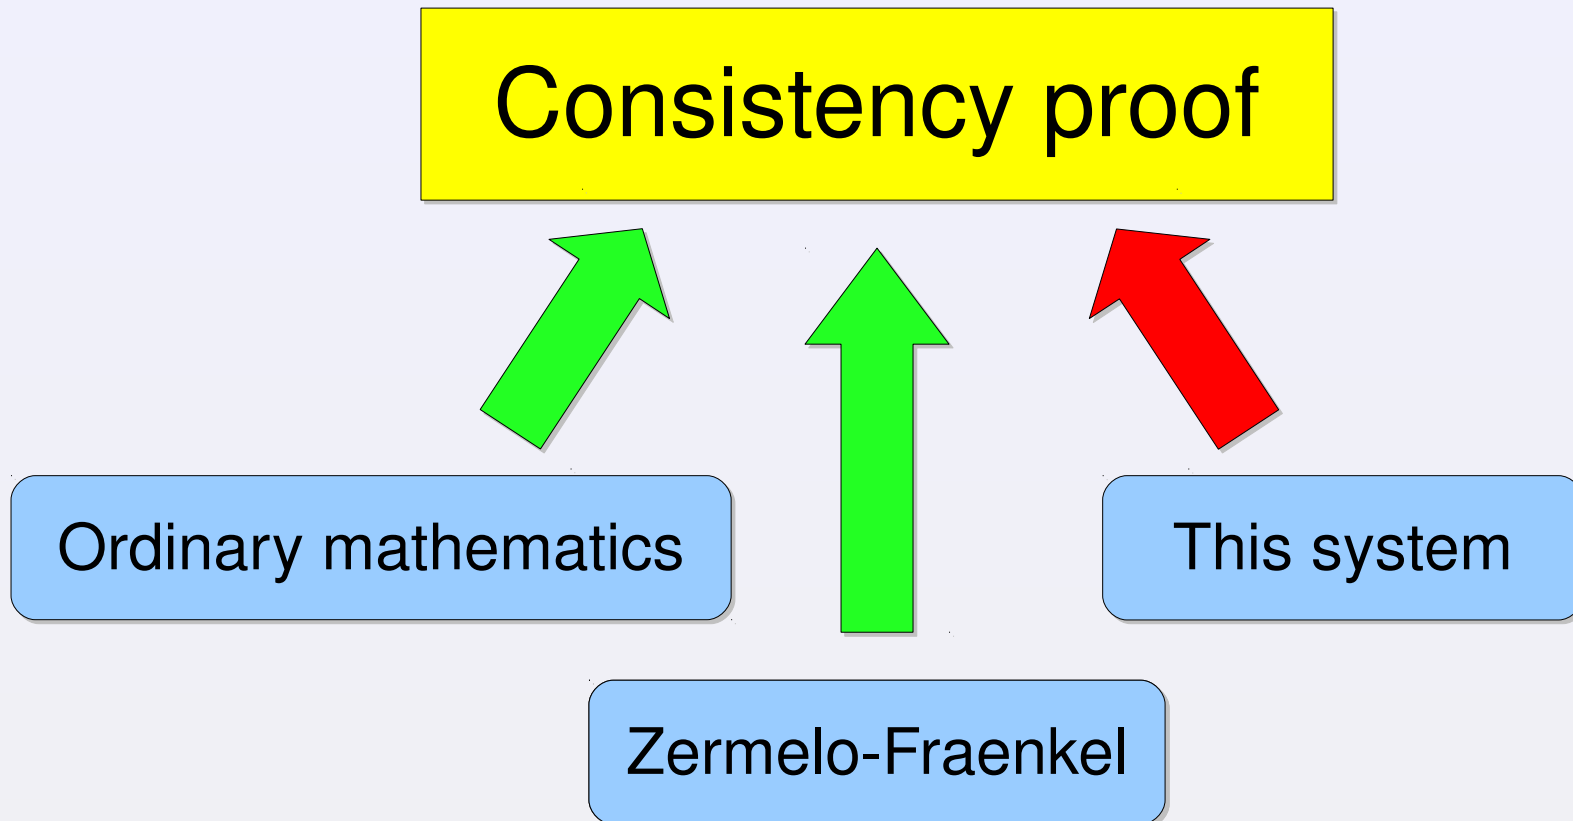 Consistency proof
Ordinary mathematics
This system
Zermelo-Fraenkel